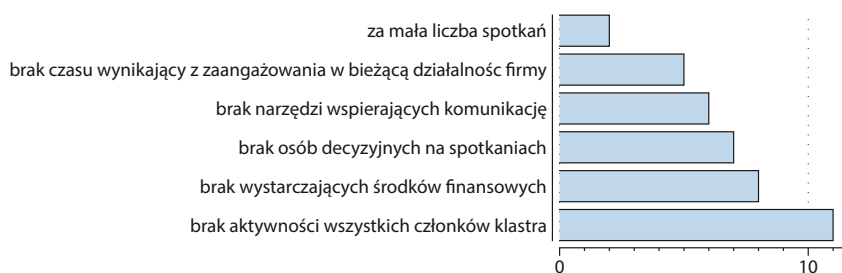 za mała liczba spotkań
brak czasu wynikający z zaangażowania w bieżącą działalnośc firmy
brak narzędzi wspierających komunikację
brak osób decyzyjnych na spotkaniach
brak wystarczających środków finansowych
brak aktywności wszystkich członków klastra
0 10